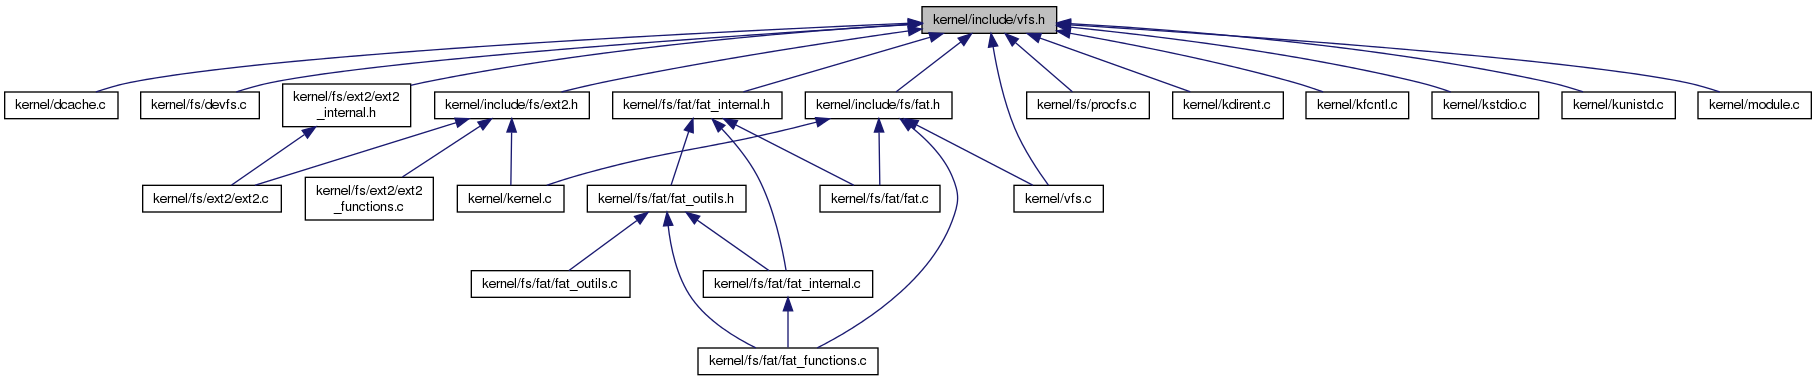 kernel/include/vfs.h
kernel/dcache.c
kernel/fs/devfs.c
kernel/fs/ext2/ext2
_internal.h
kernel/include/fs/ext2.h
kernel/fs/fat/fat_internal.h
kernel/include/fs/fat.h
kernel/fs/procfs.c
kernel/kdirent.c
kernel/kfcntl.c
kernel/kstdio.c
kernel/kunistd.c
kernel/module.c
kernel/fs/ext2/ext2.c
kernel/fs/ext2/ext2
_functions.c
kernel/kernel.c
kernel/fs/fat/fat_outils.h
kernel/fs/fat/fat.c
kernel/vfs.c
kernel/fs/fat/fat_outils.c
kernel/fs/fat/fat_internal.c
kernel/fs/fat/fat_functions.c